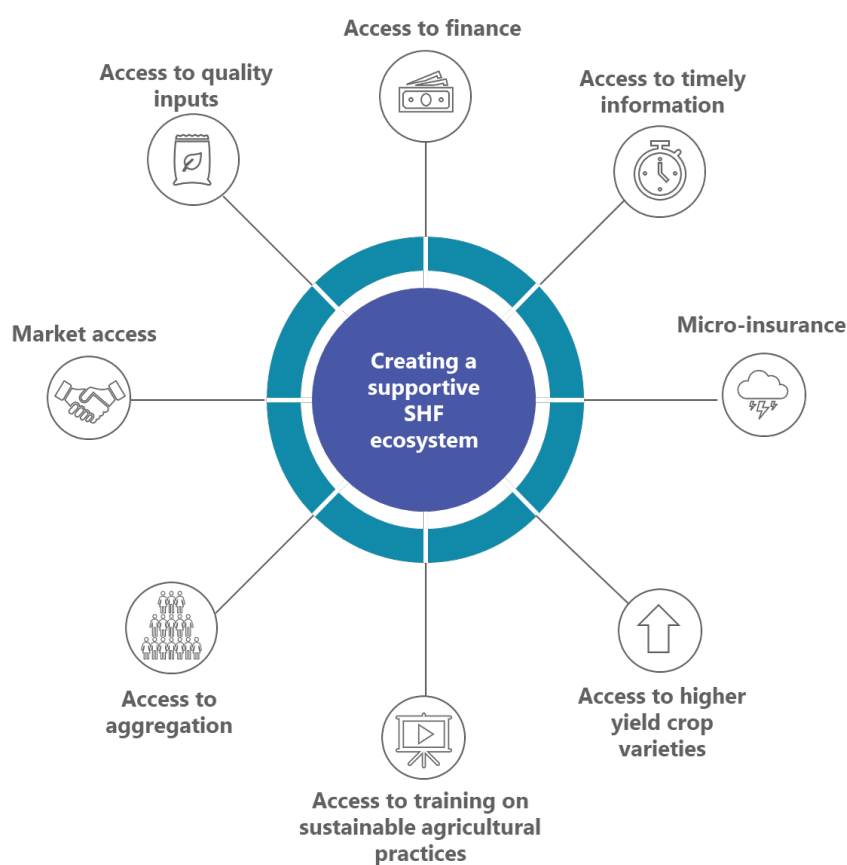 Access to finance
Access to quality
inputs
Access to timely
information
Market access
Micro-insurance
Creating a
supportive
SHF
ecosystem
Access to
aggregation
Access to higher
yield crop
varieties
Access to training on
sustainable agricultural
practices